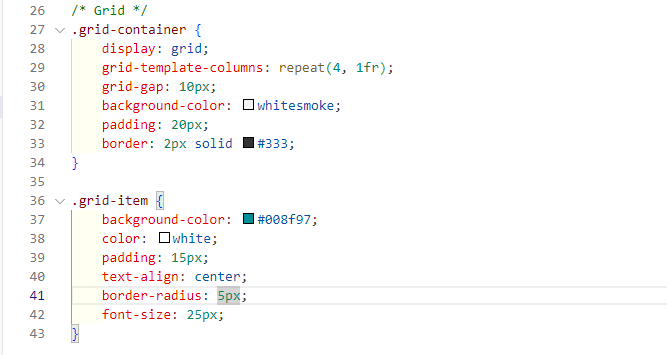 26 /* Grid */
27 .grid-container {
28 display: grid;
29 grid-template-columns: repeat(4, 1fr);
30 grid-gap: 10px;
31 background-color: whitesmoke;
32 padding: 20px;
33 border: 2px solid #333;
34 }
35
36 .grid-item {
37 background-color: #008f97;
38 color: white;
39 padding: 15px;
40 text-align: center;
41 border-radius: 5px;
42 font-size: 25px;
43 }